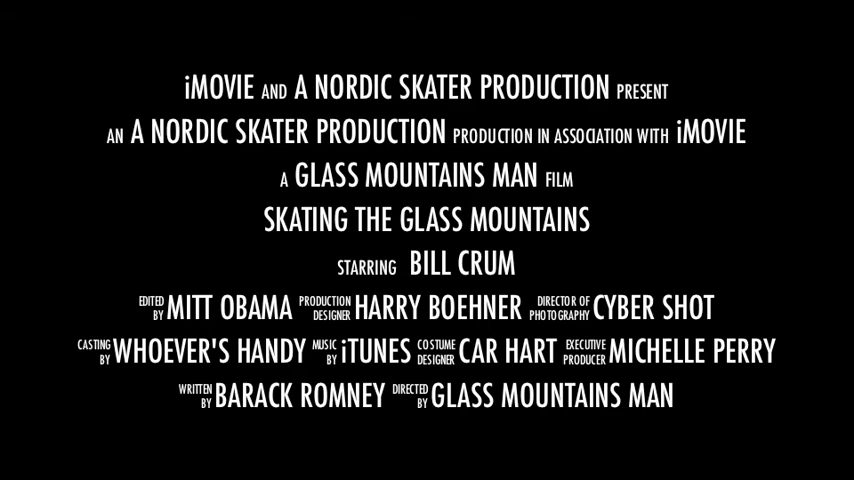 iMOVIE AND A NORDIC SKATER PRODUCTION PRESENT
AN A NORDIC SKATER PRODUCTION PRODUCTION IN ASSOCIATION WITH iMOVIE
A GLASS MOUNTAINS MAN FILM
SKATING THE GLASS MOUNTAINS
STARRING BILL CRUM
EDITED BY MITT OBAMA PRODUCTION DESIGNER HARRY BOEHNER DIRECTOR OF PHOTOGRAPHY CYBER SHOT
CASTING BY WHOEVER'S HANDY MUSIC BY iTUNES COSTUME DESIGNER CAR HART EXECUTIVE PRODUCER MICHELLE PERRY
WRITTEN BY BARACK ROMNEY DIRECTED BY GLASS MOUNTAINS MAN